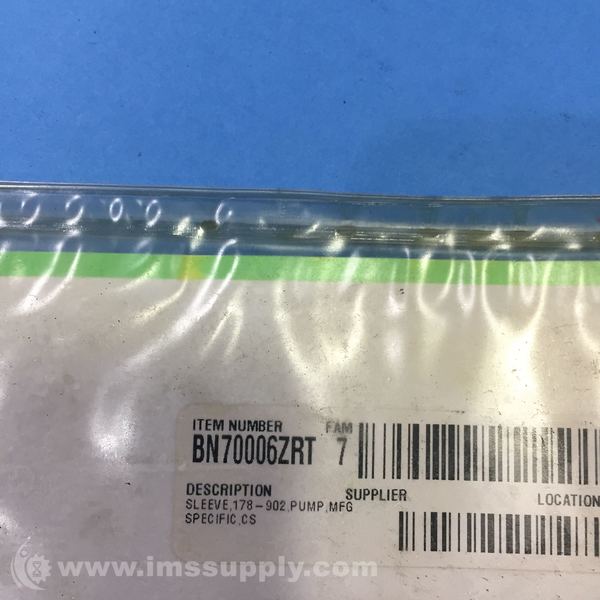 ITEM NUMBER FAM
BN70006ZRT 7
DESCRIPTION SUPPLIER LOCATION
SLEEVE,178-902,PUMP,MFG
SPECIFIC,CS
www.imssupply.com